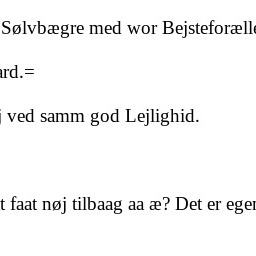 Sølvbægre med wor Bejsteforælle
ard.=
j ved samm god Lejlighid.
t faat nøj tilbaag aa æ? Det er egen